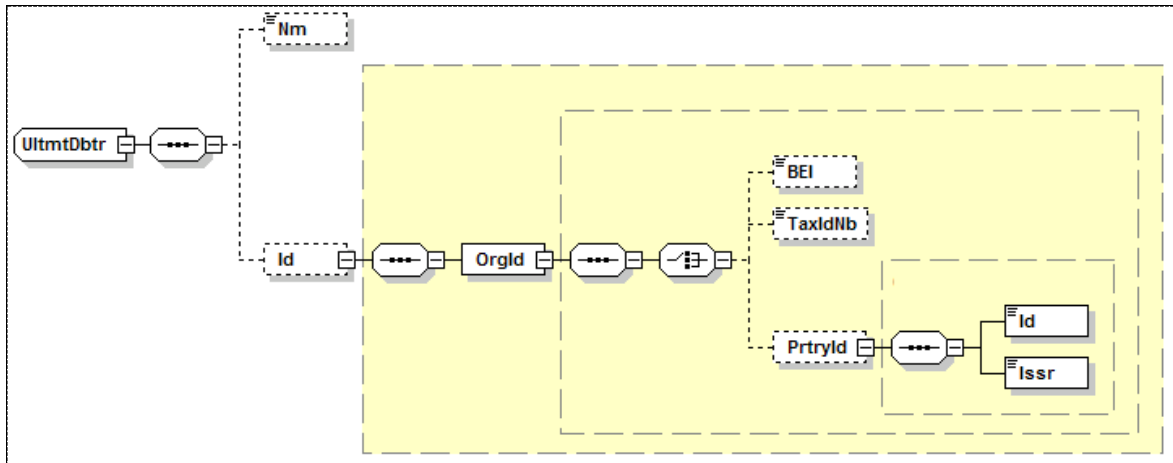 Nm
UltmtDbtr
BEI
TaxIdNb
Id
OrgId
Id
PrtryId
Issr